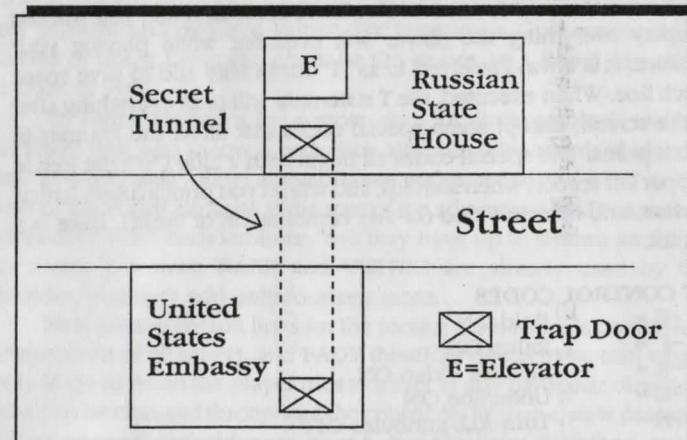 E
Secret
Tunnel
Russian
State
House
Street
United
States
Embassy
Trap Door
E=Elevator